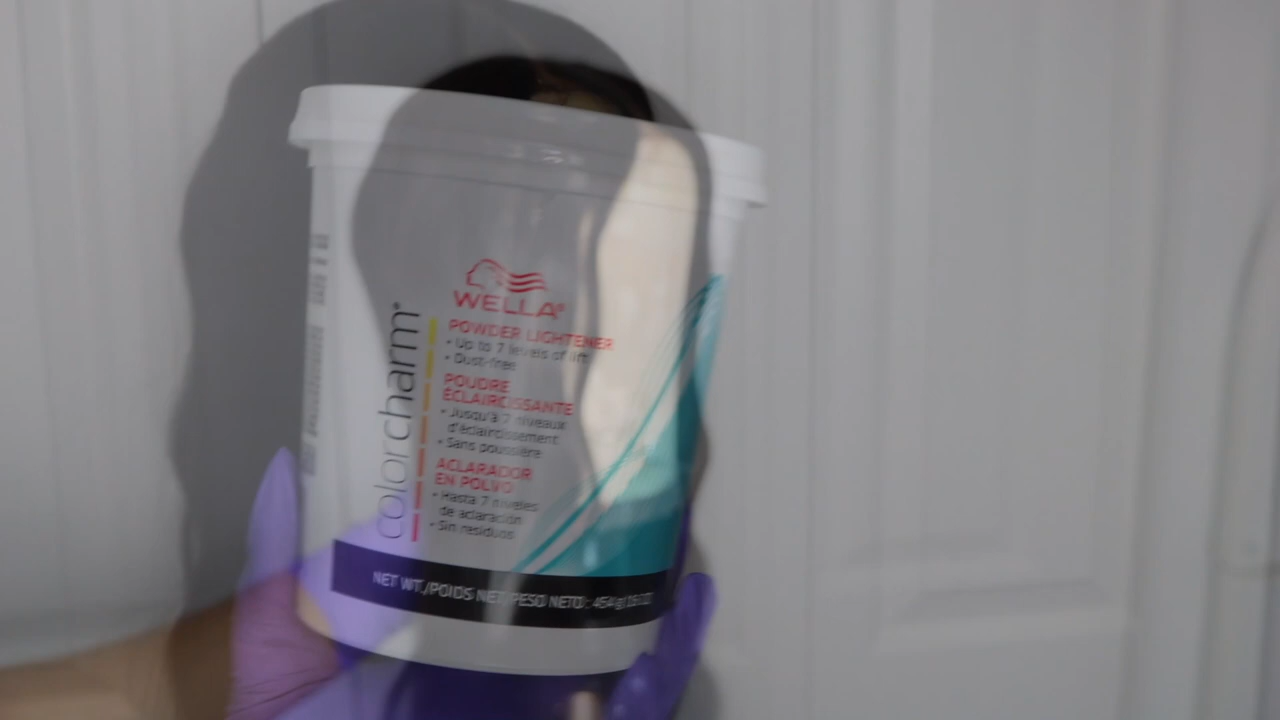 WELLA®
colorcharm®
POWDER LIGHTENER
• Up to 7 levels of lift
• Dust-free
POUDRE
ÉCLAIRCISSANTE
• Jusqu'à 7 niveaux
d'éclaircissement
• Sans poussière
ACLARADOR
EN POLVO
• Hasta 7 niveles
de aclaración
• Sin residuos
NET WT./POIDS NET/PESO NETO: 454 g